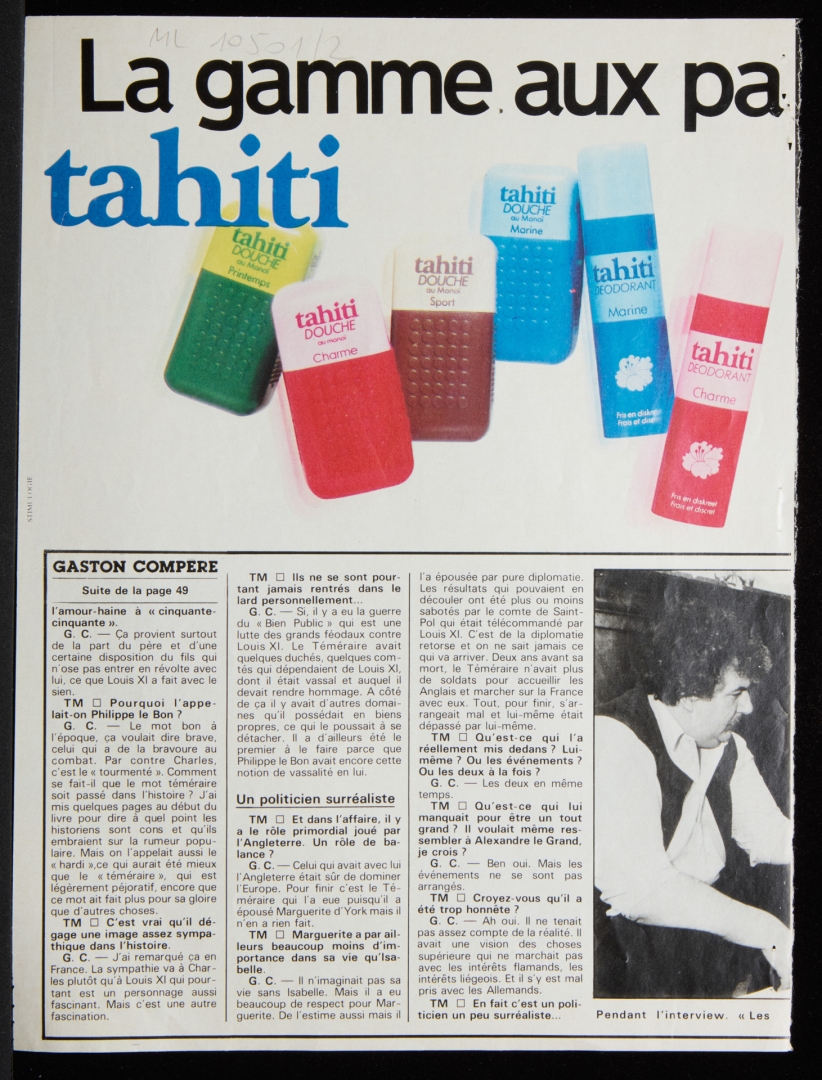 ML 10501/2
La gamme aux pa
tahiti
tahiti
DOUCHE
au Monoï
Printemps
tahiti
DOUCHE
au monoï
Charme
tahiti
DOUCHE
au Monoï
Sport
tahiti
DOUCHE
au Monoï
Marine
tahiti
DEODORANT
Marine
Fris en diskreet
Frais et discret
tahiti
DEODORANT
Charme
Fris en diskreet
Frais et discret
GASTON COMPERE
Suite de la page 49
l'amour-haine à « cinquante-
cinquante ».
G. C. — Ça provient surtout
de la part du père et d'une
certaine disposition du fils qui
n'ose pas entrer en révolte avec
lui, ce que Louis XI a fait avec le
sien.
TM □ Pourquoi l'appe-
lait-on Philippe le Bon ?
G. C. — Le mot bon à
l'époque, ça voulait dire brave,
celui qui a de la bravoure au
combat. Par contre Charles,
c'est le « tourmenté ». Comment
se fait-il que le mot téméraire
soit passé dans l'histoire ? J'ai
mis quelques pages au début du
livre pour dire à quel point les
historiens sont cons et qu'ils
embraient sur la rumeur popu-
laire. Mais on l'appelait aussi le
« hardi »,ce qui aurait été mieux
que le « téméraire », qui est
légèrement péjoratif, encore que
ce mot ait fait plus pour sa gloire
que d'autres choses.
TM □ C'est vrai qu'il dé-
gage une image assez sympa-
thique dans l'histoire.
G. C. — J'ai remarqué ça en
France. La sympathie va à Char-
les plutôt qu'à Louis XI qui pour-
tant est un personnage aussi
fascinant. Mais c'est une autre
fascination.
TM □ Ils ne se sont pour-
tant jamais rentrés dans le
lard personnellement...
G. C. — Si, il y a eu la guerre
du « Bien Public » qui est une
lutte des grands féodaux contre
Louis XI. Le Téméraire avait
quelques duchés, quelques com-
tés qui dépendaient de Louis XI,
dont il était vassal et auquel il
devait rendre hommage. A côté
de ça il y avait d'autres domai-
nes qu'il possédait en biens
propres, ce qui le poussait à se
détacher. Il a d'ailleurs été le
premier à le faire parce que
Philippe le Bon avait encore cette
notion de vassalité en lui.
Un politicien surréaliste
TM □ Et dans l'affaire, il y
a le rôle primordial joué par
l'Angleterre. Un rôle de ba-
lance ?
G. C. — Celui qui avait avec lui
l'Angleterre était sûr de dominer
l'Europe. Pour finir c'est le Té-
méraire qui l'a eue puisqu'il a
épousé Marguerite d'York mais il
n'en a rien fait.
TM □ Marguerite a par ail-
leurs beaucoup moins d'im-
portance dans sa vie qu'Isa-
belle.
G. C. — Il n'imaginait pas sa
vie sans Isabelle. Mais il a eu
beaucoup de respect pour Mar-
guerite. De l'estime aussi mais il
l'a épousée par pure diplomatie.
Les résultats qui pouvaient en
découler ont été plus ou moins
sabotés par le comte de Saint-
Pol qui était télécommandé par
Louis XI. C'est de la diplomatie
retorse et on ne sait jamais ce
qui va arriver. Deux ans avant sa
mort, le Téméraire n'avait plus
de soldats pour accueillir les
Anglais et marcher sur la France
avec eux. Tout, pour finir, s'ar-
rangeait mal et lui-même était
dépassé par lui-même.
TM □ Qu'est-ce qui l'a
réellement mis dedans ? Lui-
même ? Ou les événements ?
Ou les deux à la fois ?
G. C. — Les deux en même
temps.
TM □ Qu'est-ce qui lui
manquait pour être un tout
grand ? Il voulait même res-
sembler à Alexandre le Grand,
je crois ?
G. C. — Ben oui. Mais les
événements ne se sont pas
arrangés.
TM □ Croyez-vous qu'il a
été trop honnête ?
G. C. — Ah oui. Il ne tenait
pas assez compte de la réalité. Il
avait une vision des choses
supérieure qui ne marchait pas
avec les intérêts flamands, les
intérêts liégeois. Et il s'y est mal
pris avec les Allemands.
TM □ En fait c'est un poli-
ticien un peu surréaliste...
Pendant l'interview. « Les